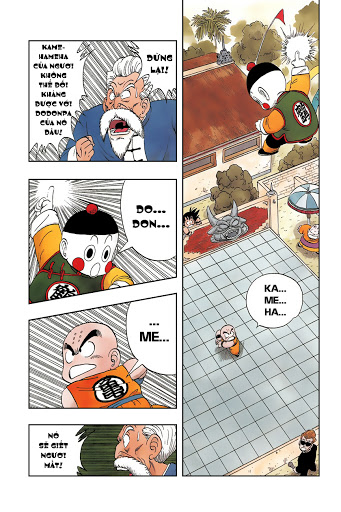 KA...
ME...
HA...
DỪNG
LẠI!
KAME-
HAMEHA
CỦA NGƯƠI
KHÔNG
THỂ ĐỐI
KHÁNG
ĐƯỢC VỚI
DODONPA
CỦA NÓ
ĐÂU!
DO...
DON...
...
ME...
NÓ
SẼ GIẾT
NGƯƠI
MẤT!